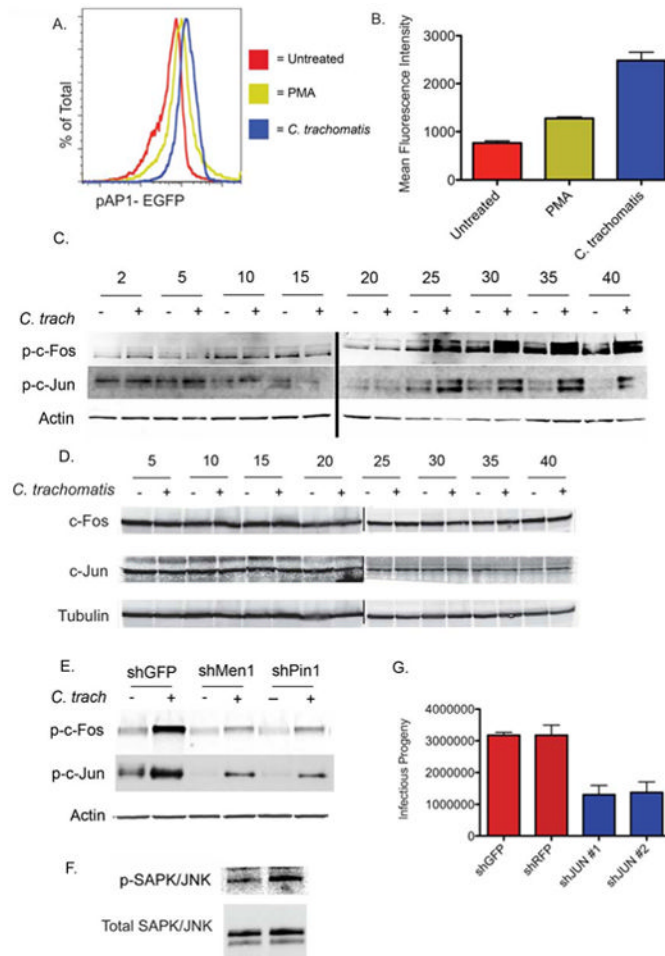 A.
% of Total
pAP1- EGFP
= Untreated
= PMA
= C. trachomatis
B.
Mean Fluorescence Intensity
3000
2000
1000
0
Untreated
PMA
C. trachomatis
C.
2 5 10 15 20 25 30 35 40
C. trach - + - + - + - + - + - + - + - + - +
p-c-Fos
p-c-Jun
Actin
D.
5 10 15 20 25 30 35 40
C. trachomatis - + - + - + - + - + - + - + - +
c-Fos
c-Jun
Tubulin
E.
shGFP shMen1 shPin1
C. trach - + - + – +
p-c-Fos
p-c-Jun
Actin
F.
p-SAPK/JNK
Total SAPK/JNK
G.
Infectious Progeny
4000000
3000000
2000000
1000000
0
shGFP
shRFP
shJUN #1
shJUN #2